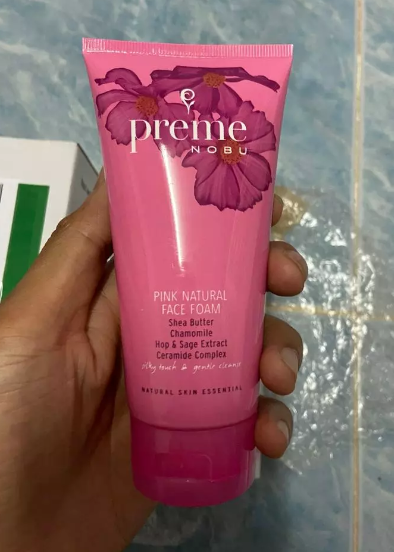 preme
NOBU
PINK NATURAL
FACE FOAM
Shea Butter
Chamomile
Hop & Sage Extract
Ceramide Complex
silky touch & gentle cleanse
NATURAL SKIN ESSENTIAL